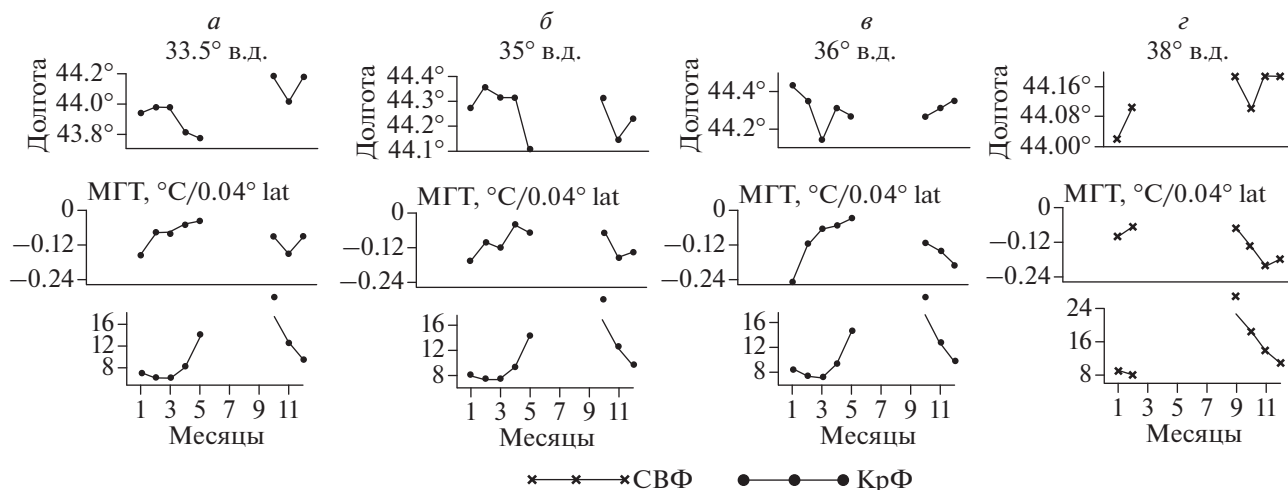 а
33.5° в.д.
Долгота
44.2°
44.0°
43.8°
МГТ, °C/0.04° lat
0
−0.12
−0.24
16
12
8
1 3 5 7 9 11
Месяцы
б
35° в.д.
Долгота
44.4°
44.3°
44.2°
44.1°
МГТ, °C/0.04° lat
0
−0.12
−0.24
16
12
8
1 3 5 7 9 11
Месяцы
в
36° в.д.
Долгота
44.4°
44.2°
МГТ, °C/0.04° lat
0
−0.12
−0.24
16
12
8
1 3 5 7 9 11
Месяцы
г
38° в.д.
Долгота
44.16°
44.08°
44.00°
МГТ, °C/0.04° lat
0
−0.12
−0.24
24
16
8
1 3 5 7 9 11
Месяцы
СВФ КрФ